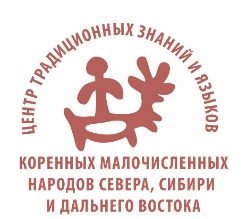 ЦЕНТР ТРАДИЦИОННЫХ ЗНАНИЙ И ЯЗЫКОВ
КОРЕННЫХ МАЛОЧИСЛЕННЫХ
НАРОДОВ СЕВЕРА, СИБИРИ
И ДАЛЬНЕГО ВОСТОКА